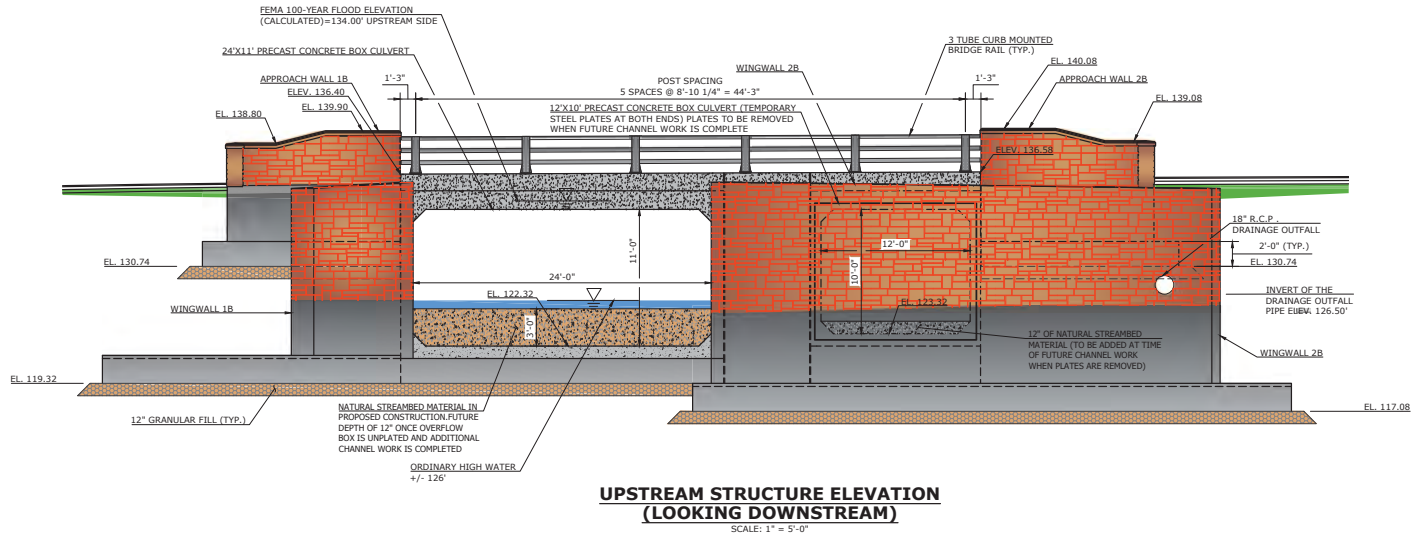 FEMA 100-YEAR FLOOD ELEVATION
(CALCULATED)=134.00' UPSTREAM SIDE
24'X11' PRECAST CONCRETE BOX CULVERT
APPROACH WALL 1B
ELEV. 136.40
EL. 139.90
EL. 138.80
1'-3"
POST SPACING
5 SPACES @ 8'-10 1/4" = 44'-3"
WINGWALL 2B
12'X10' PRECAST CONCRETE BOX CULVERT (TEMPORARY
STEEL PLATES AT BOTH ENDS) PLATES TO BE REMOVED
WHEN FUTURE CHANNEL WORK IS COMPLETE
3 TUBE CURB MOUNTED
BRIDGE RAIL (TYP.)
1'-3"
EL. 140.08
APPROACH WALL 2B
EL. 139.08
ELEV. 136.58
18" R.C.P .
DRAINAGE OUTFALL
2'-0" (TYP.)
EL. 130.74
INVERT OF THE
DRAINAGE OUTFALL
PIPE ELEV. 126.50'
WINGWALL 2B
EL. 130.74
WINGWALL 1B
24'-0"
11'-0"
EL. 122.32
3'-0"
12'-0"
10'-0"
EL. 123.32
12" OF NATURAL STREAMBED
MATERIAL (TO BE ADDED AT TIME
OF FUTURE CHANNEL WORK
WHEN PLATES ARE REMOVED)
EL. 119.32
12" GRANULAR FILL (TYP.)
NATURAL STREAMBED MATERIAL IN
PROPOSED CONSTRUCTION.FUTURE
DEPTH OF 12" ONCE OVERFLOW
BOX IS UNPLATED AND ADDITIONAL
CHANNEL WORK IS COMPLETED
ORDINARY HIGH WATER
+/- 126'
EL. 117.08
UPSTREAM STRUCTURE ELEVATION
(LOOKING DOWNSTREAM)
SCALE: 1" = 5'-0"